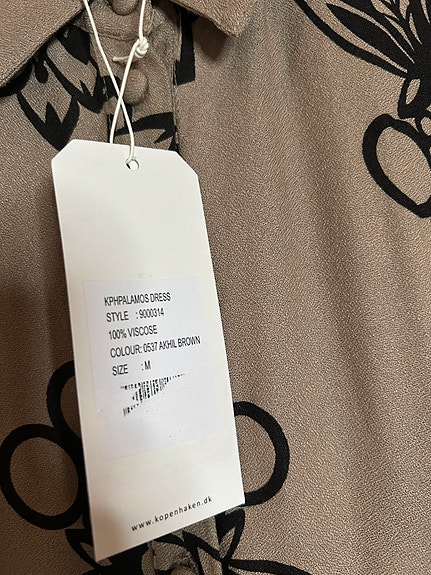 KPHPALAMOS DRESS
STYLE : 9000314
100% VISCOSE
COLOUR: 0537 AKHIL BROWN
SIZE : M
www.kopenhaken.dk